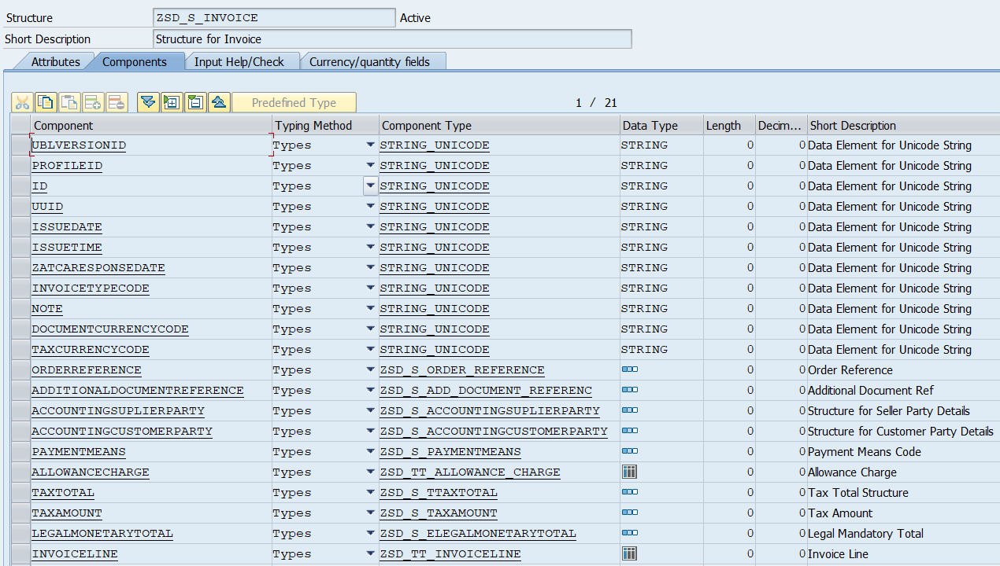 Structure ZSD_S_INVOICE Active
Short Description Structure for Invoice
Attributes Components Input Help/Check Currency/quantity fields
Predefined Type 1 / 21
Component Typing Method Component Type Data Type Length Decim... Short Description
UBLVERSIONID Types STRING_UNICODE STRING 0 0 Data Element for Unicode String
PROFILEID Types STRING_UNICODE STRING 0 0 Data Element for Unicode String
ID Types STRING_UNICODE STRING 0 0 Data Element for Unicode String
UUID Types STRING_UNICODE STRING 0 0 Data Element for Unicode String
ISSUEDATE Types STRING_UNICODE STRING 0 0 Data Element for Unicode String
ISSUETIME Types STRING_UNICODE STRING 0 0 Data Element for Unicode String
ZATCARESPONSEDATE Types STRING_UNICODE STRING 0 0 Data Element for Unicode String
INVOICETYPECODE Types STRING_UNICODE STRING 0 0 Data Element for Unicode String
NOTE Types STRING_UNICODE STRING 0 0 Data Element for Unicode String
DOCUMENTCURRENCYCODE Types STRING_UNICODE STRING 0 0 Data Element for Unicode String
TAXCURRENCYCODE Types STRING_UNICODE STRING 0 0 Data Element for Unicode String
ORDERREFERENCE Types ZSD_S_ORDER_REFERENCE 0 0 Order Reference
ADDITIONALDOCUMENTREFERENCE Types ZSD_S_ADD_DOCUMENT_REFERENC 0 0 Additional Document Ref
ACCOUNTINGSUPLIERPARTY Types ZSD_S_ACCOUNTINGSUPLIERPARTY 0 0 Structure for Seller Party Details
ACCOUNTINGCUSTOMERPARTY Types ZSD_S_ACCOUNTINGCUSTOMERPARTY 0 0 Structure for Customer Party Details
PAYMENTMEANS Types ZSD_S_PAYMENTMEANS 0 0 Payment Means Code
ALLOWANCECHARGE Types ZSD_TT_ALLOWANCE_CHARGE 0 0 Allowance Charge
TAXTOTAL Types ZSD_S_TTAXTOTAL 0 0 Tax Total Structure
TAXAMOUNT Types ZSD_S_TAXAMOUNT 0 0 Tax Amount
LEGALMONETARYTOTAL Types ZSD_S_ELEGALMONETARYTOTAL 0 0 Legal Mandatory Total
INVOICELINE Types ZSD_TT_INVOICELINE 0 0 Invoice Line